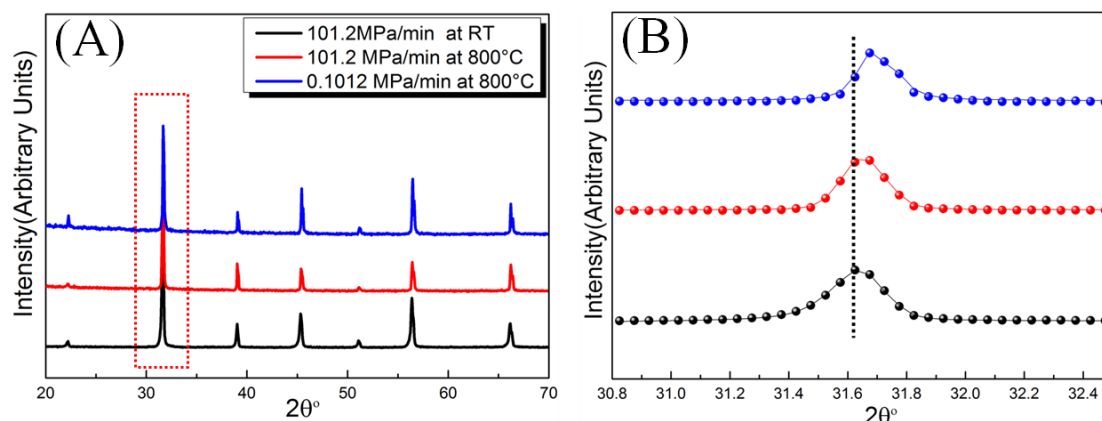 (A)
101.2MPa/min at RT
101.2 MPa/min at 800°C
0.1012 MPa/min at 800°C
Intensity(Arbitrary Units)
20 30 40 50 60 70
2θ°
(B)
Intensity(Arbitrary Units)
30.8 31.0 31.2 31.4 31.6 31.8 32.0 32.2 32.4
2θ°